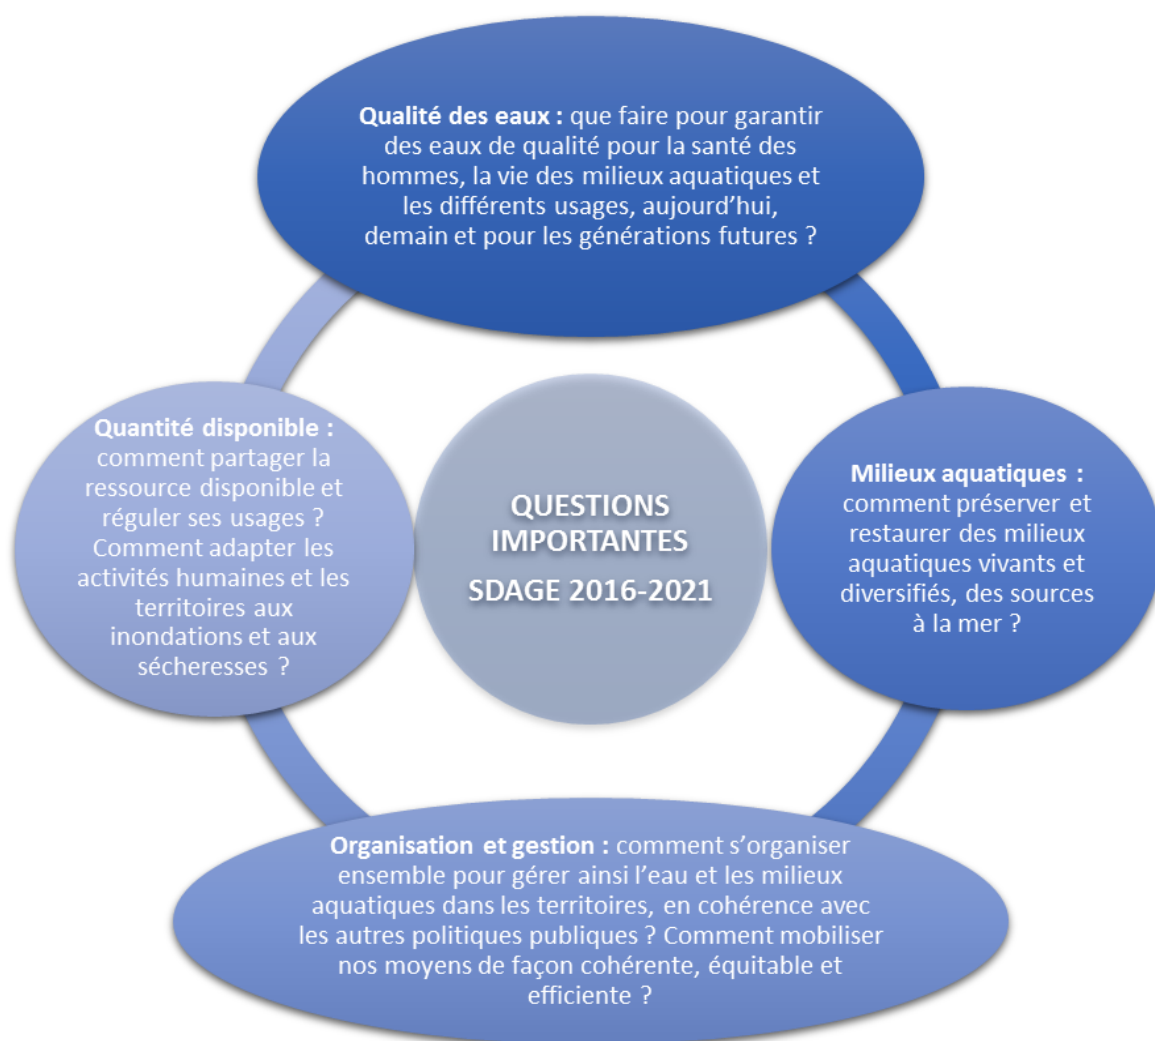 Qualité des eaux : que faire pour garantir
des eaux de qualité pour la santé des
hommes, la vie des milieux aquatiques et
les différents usages, aujourd’hui,
demain et pour les générations futures ?
Quantité disponible :
comment partager la
ressource disponible et
réguler ses usages ?
Comment adapter les
activités humaines et les
territoires aux
inondations et aux
sécheresses ?
QUESTIONS
IMPORTANTES
SDAGE 2016-2021
Milieux aquatiques :
comment préserver et
restaurer des milieux
aquatiques vivants et
diversifiés, des sources
à la mer ?
Organisation et gestion : comment s’organiser
ensemble pour gérer ainsi l’eau et les milieux
aquatiques dans les territoires, en cohérence avec
les autres politiques publiques ? Comment mobiliser
nos moyens de façon cohérente, équitable et
efficiente ?